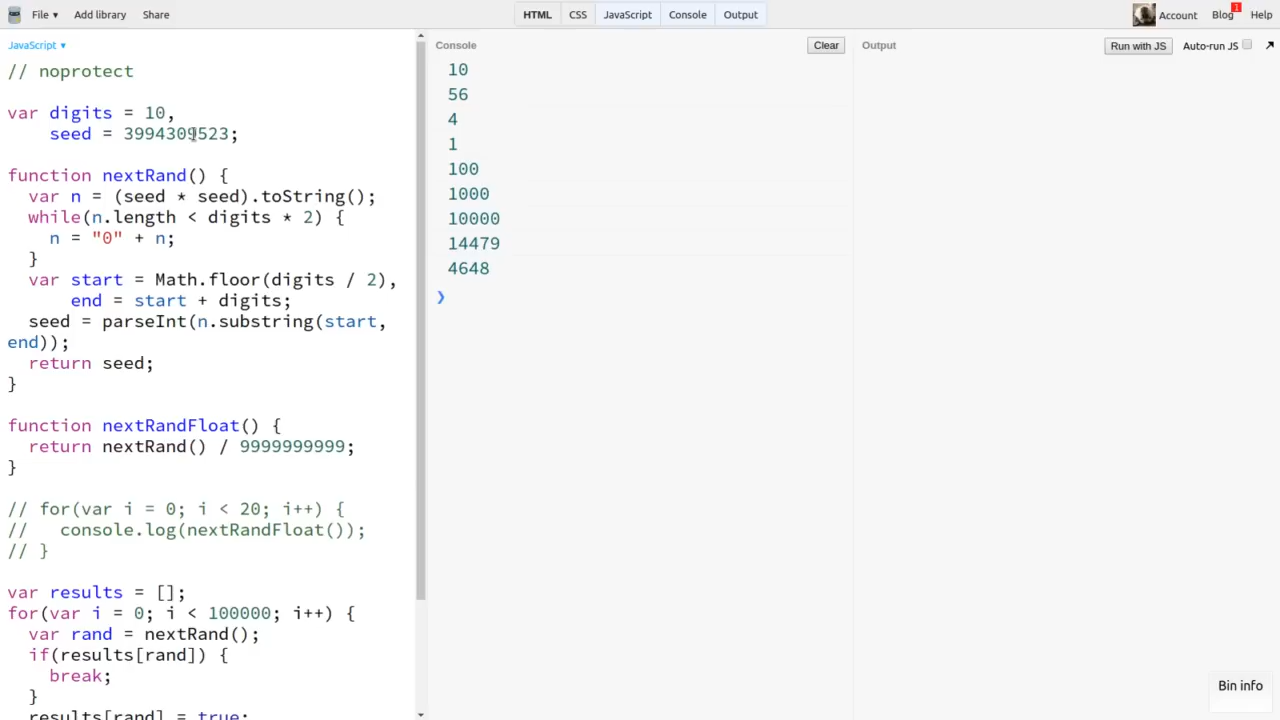 File ▾ Add library Share HTML CSS JavaScript Console Output Account Blog 1 Help
JavaScript ▾
// noprotect
var digits = 10,
    seed = 3994309523;
function nextRand() {
  var n = (seed * seed).toString();
  while(n.length < digits * 2) {
    n = "0" + n;
  }
  var start = Math.floor(digits / 2),
      end = start + digits;
  seed = parseInt(n.substring(start,
end));
  return seed;
}
function nextRandFloat() {
  return nextRand() / 9999999999;
}
// for(var i = 0; i < 20; i++) {
//   console.log(nextRandFloat());
// }
var results = [];
for(var i = 0; i < 100000; i++) {
  var rand = nextRand();
  if(results[rand]) {
    break;
  }
  results[rand] = true;
Console Clear
10
56
4
1
100
1000
10000
14479
4648
❯
Output Run with JS Auto-run JS
Bin info